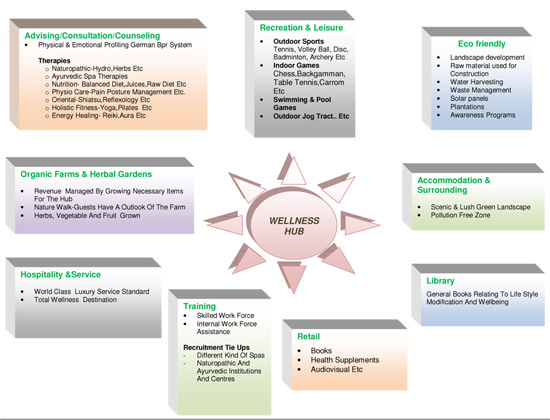 Advising/Consultation/Counseling
• Physical & Emotional Profiling German Bpr System
Therapies
o Naturopathic-Hydro,Herbs Etc
o Ayurvedic Spa Therapies
o Nutrition- Balanced Diet,Juices,Raw Diet Etc
o Physio Care-Pain Posture Management Etc.
o Oriental-Shiatsu,Reflexology Etc
o Holistic Fitness-Yoga,Pilates Etc
o Energy Healing- Reiki,Aura Etc
Recreation & Leisure
• Outdoor Sports
Tennis, Volley Ball, Disc,
Badminton, Archery Etc
• Indoor Games
Chess,Backgamman,
Table Tennis,Carrom
Etc
• Swimming & Pool
Games
• Outdoor Jog Tract.. Etc
Eco friendly
• Landscape development
• Raw material used for
Construction
• Water Harvesting
• Waste Management
• Solar panels
• Plantations
• Awareness Programs
Organic Farms & Herbal Gardens
• Revenue Managed By Growing Necessary Items
For The Hub
• Nature Walk-Guests Have A Outlook Of The Farm
• Herbs, Vegetable And Fruit Grown
WELLNESS
HUB
Accommodation &
Surrounding
• Scenic & Lush Green Landscape
• Pollution Free Zone
Hospitality &Service
• World Class Luxury Service Standard
• Total Wellness Destination
Training
• Skilled Work Force
• Internal Work Force
Assistance
Recruitment Tie Ups
- Different Kind Of Spas
- Naturopathic And
Ayurvedic Institutions
And Centres
Retail
• Books
• Health Supplements
• Audiovisual Etc
Library
General Books Relating To Life Style
Modification And Wellbeing